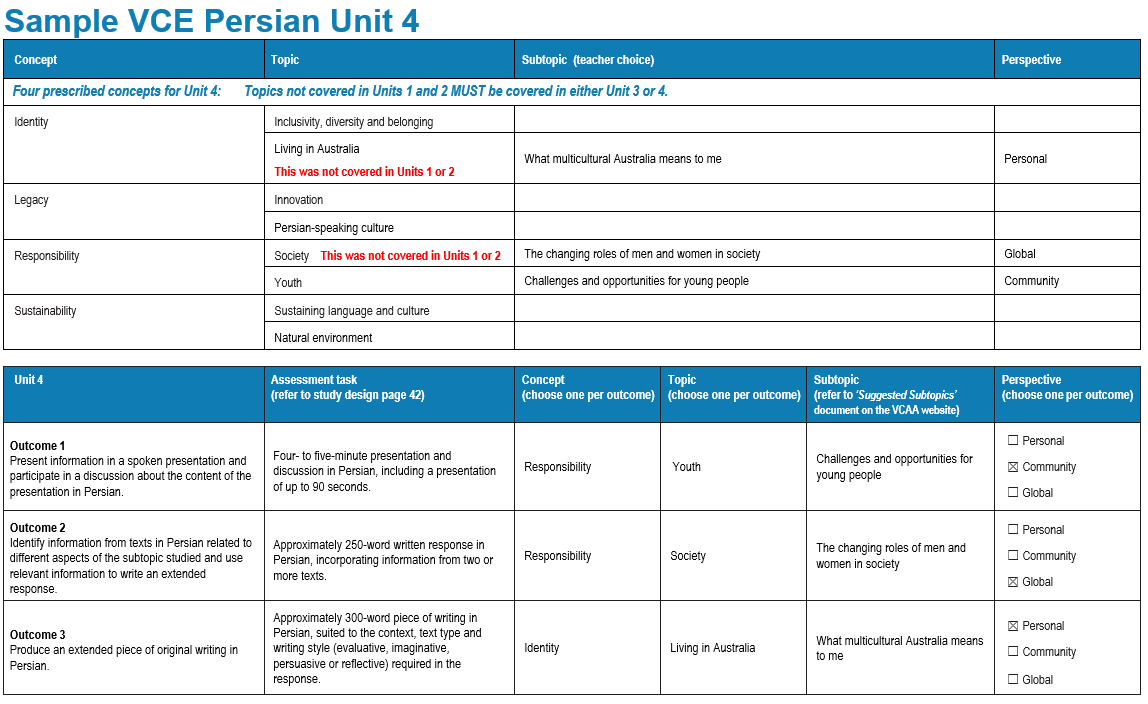 Sample VCE Persian Unit 4
Concept Topic Subtopic (teacher choice) Perspective
Four prescribed concepts for Unit 4: Topics not covered in Units 1 and 2 MUST be covered in either Unit 3 or 4.
Identity Inclusivity, diversity and belonging
Living in Australia
This was not covered in Units 1 or 2
What multicultural Australia means to me Personal
Legacy Innovation
Persian-speaking culture
Responsibility Society This was not covered in Units 1 or 2 The changing roles of men and women in society Global
Youth Challenges and opportunities for young people Community
Sustainability Sustaining language and culture
Natural environment
Unit 4
Assessment task
(refer to study design page 42)
Concept
(choose one per outcome)
Topic
(choose one per outcome)
Subtopic
(refer to ‘Suggested Subtopics’
document on the VCAA website)
Perspective
(choose one per outcome)
Outcome 1
Present information in a spoken presentation and
participate in a discussion about the content of the
presentation in Persian.
Four- to five-minute presentation and
discussion in Persian, including a presentation
of up to 90 seconds.
Responsibility
Youth
Challenges and opportunities for
young people
☐ Personal
☒ Community
☐ Global
Outcome 2
Identify information from texts in Persian related to
different aspects of the subtopic studied and use
relevant information to write an extended
response.
Approximately 250-word written response in
Persian, incorporating information from two or
more texts.
Responsibility
Society
The changing roles of men and
women in society
☐ Personal
☐ Community
☒ Global
Outcome 3
Produce an extended piece of original writing in
Persian.
Approximately 300-word piece of writing in
Persian, suited to the context, text type and
writing style (evaluative, imaginative,
persuasive or reflective) required in the
response.
Identity
Living in Australia
What multicultural Australia means
to me
☒ Personal
☐ Community
☐ Global